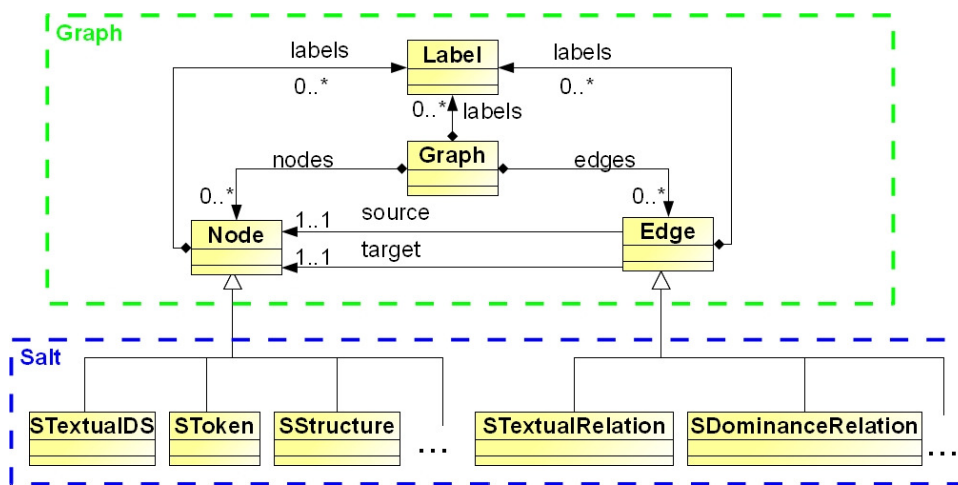 Graph
labels
Label
labels
0..*
0..*
0..*
labels
nodes
Graph
edges
0..*
0..*
source
Node
1..1
Edge
1..1
target
Salt
STextualDS
SToken
SStructure
...
STextualRelation
SDominanceRelation
...